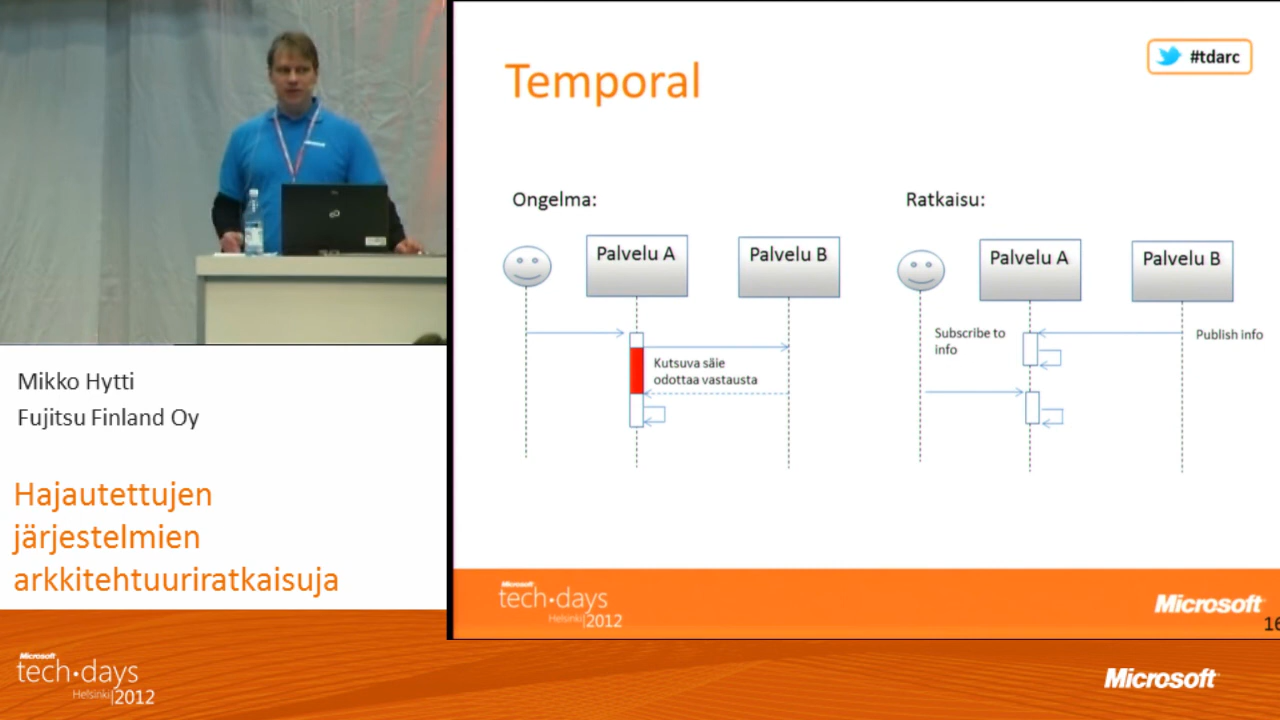 Mikko Hytti
Fujitsu Finland Oy
Hajautettujen
järjestelmien
arkkitehtuuriratkaisuja
Microsoft
tech•days
Helsinki|2012
Temporal
#tdarc
Ongelma:
Palvelu A
Palvelu B
Kutsuva säie
odottaa vastausta
Ratkaisu:
Palvelu A
Palvelu B
Subscribe to
info
Publish info
Microsoft
tech•days
Helsinki|2012
Microsoft
16
Microsoft